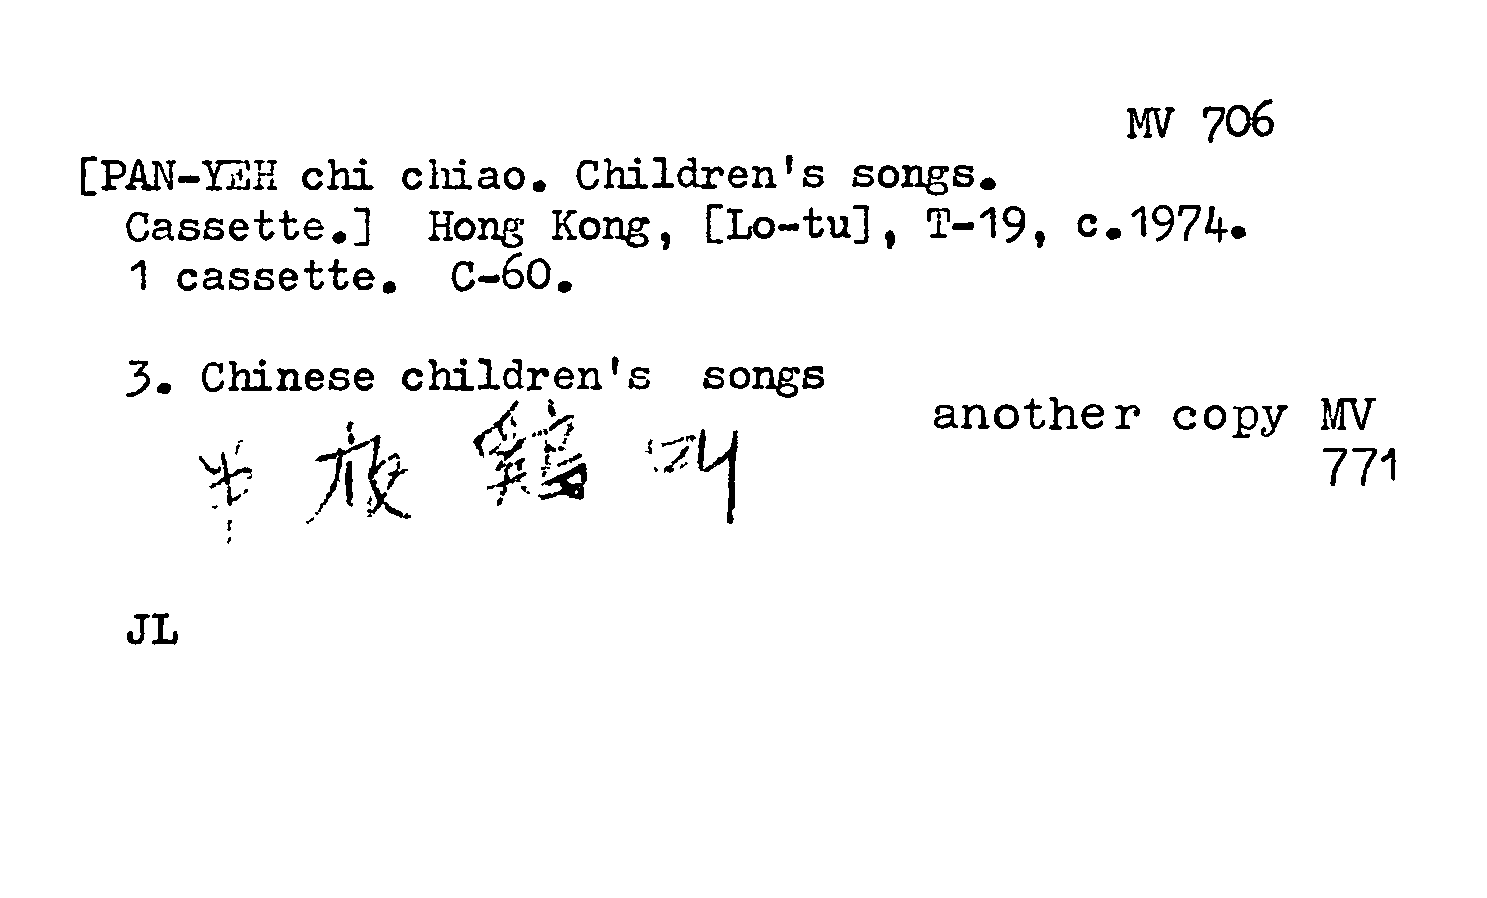 MV 706
[PAN-YEH chi chiao. Children's songs.
Cassette.] Hong Kong, [Lo-tu], T-19, c.1974.
1 cassette. C-60.
3. Chinese children's songs
another copy MV
771
半夜鷄叫
JL